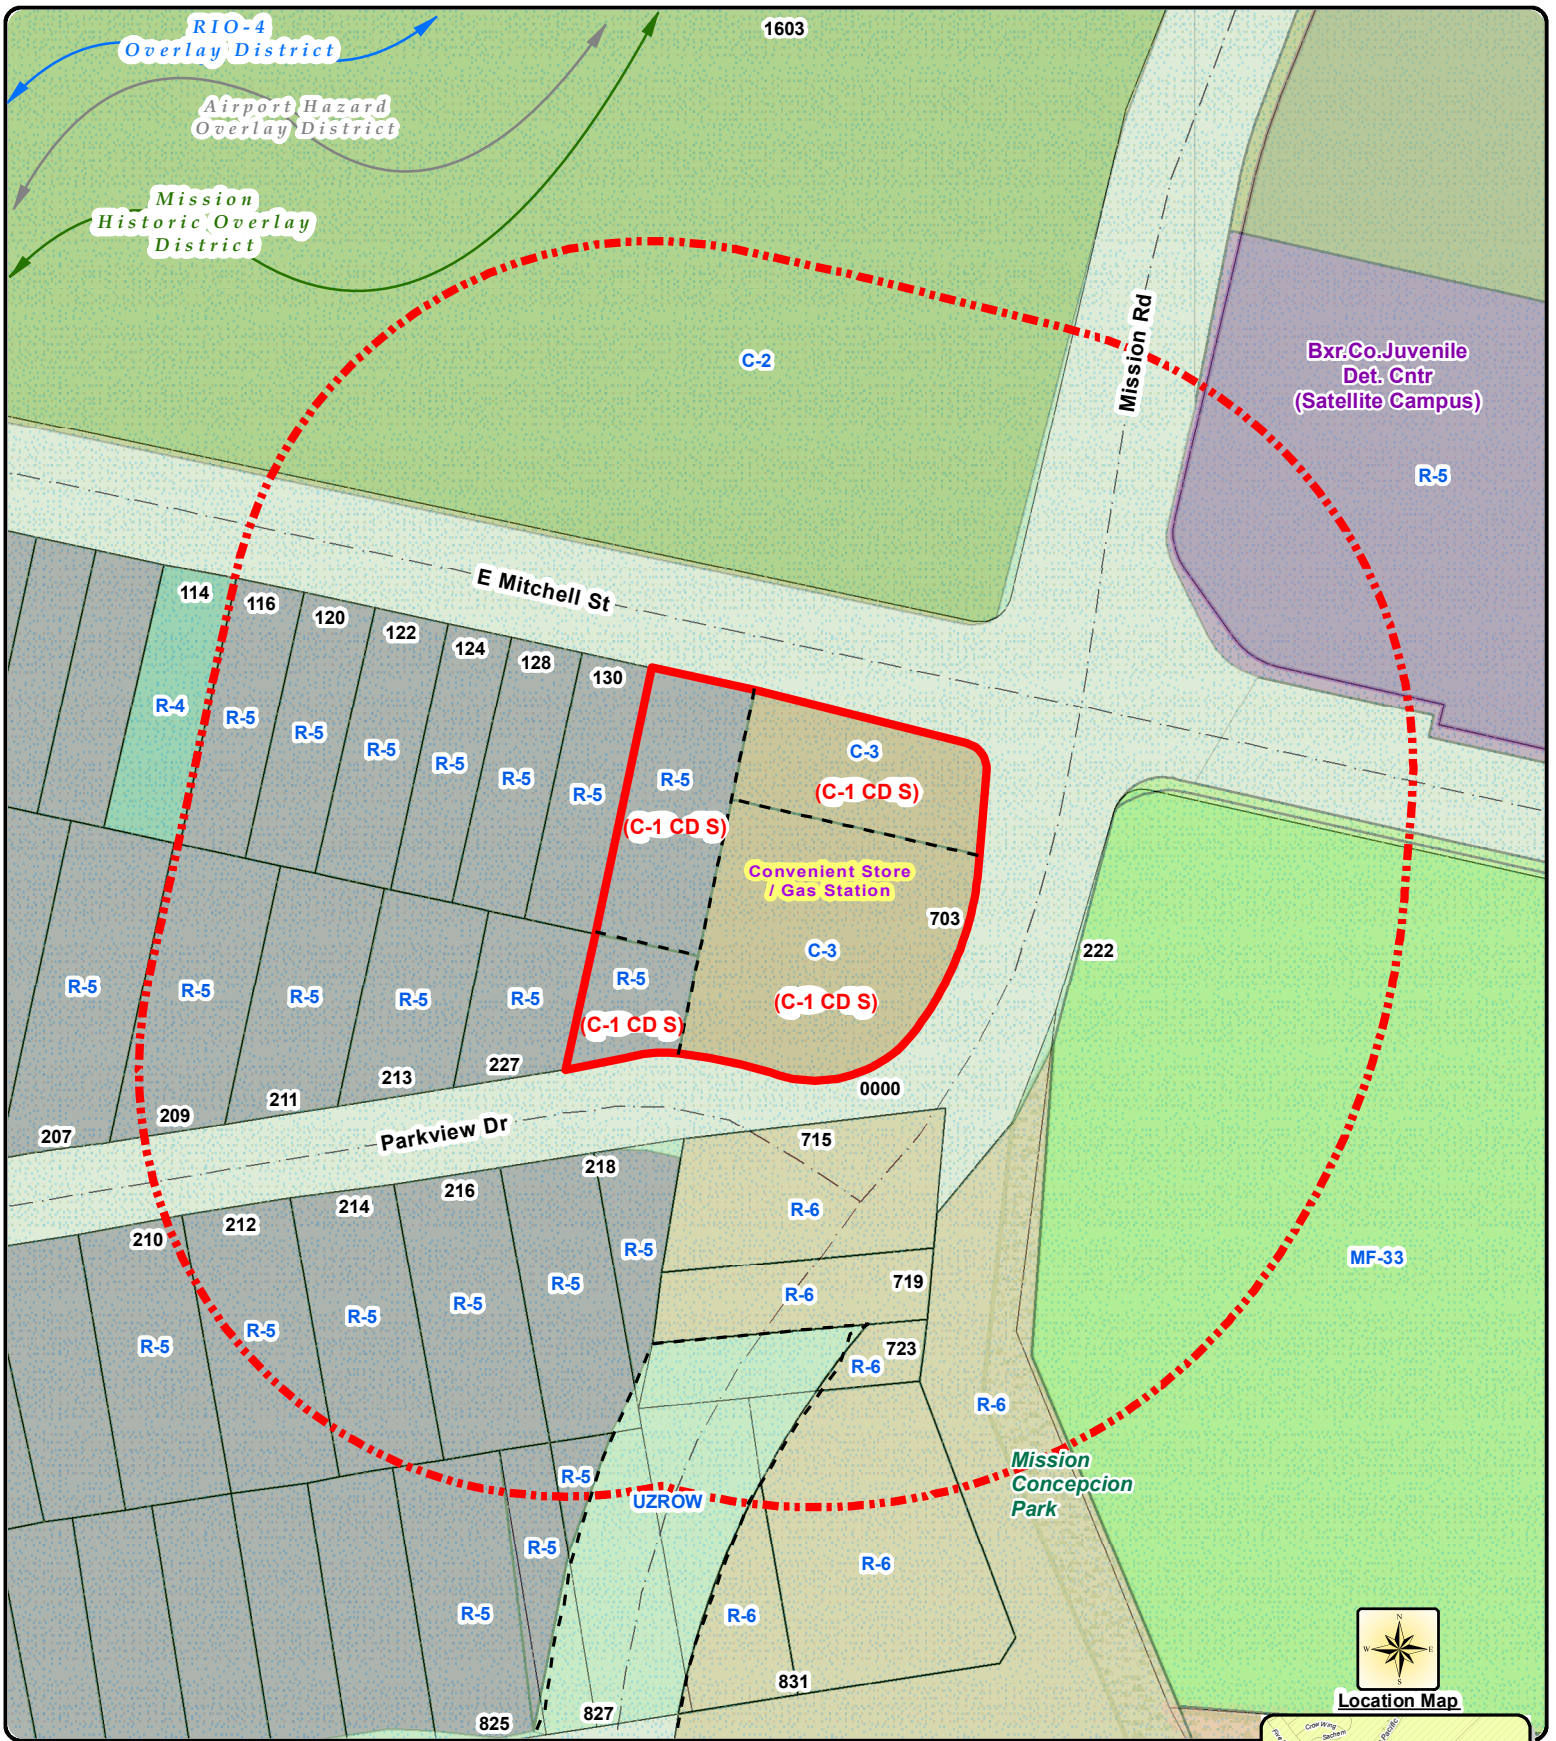 RIO-4
Overlay District
1603
Airport Hazard
Overlay District
Mission
Historic Overlay
District
Mission Rd
C-2
Bxr.Co.Juvenile
Det. Cntr
(Satellite Campus)
R-5
E Mitchell St
114
116
120
122
124
128
130
R-4
R-5
R-5
R-5
R-5
R-5
R-5
R-5
(C-1 CD S)
C-3
(C-1 CD S)
Convenient Store
/ Gas Station
703
C-3
(C-1 CD S)
222
R-5
R-5
R-5
R-5
R-5
R-5
(C-1 CD S)
207
209
211
213
227
0000
Parkview Dr
715
210
212
214
216
218
R-6
R-5
R-5
R-5
R-5
R-5
R-5
R-6
719
723
R-6
MF-33
R-6
Mission
Concepcion
Park
R-5
UZROW
R-5
R-6
R-5
R-6
831
825
827
N
W
E
S
Location Map
Crow Wing
Sachem
Pacific